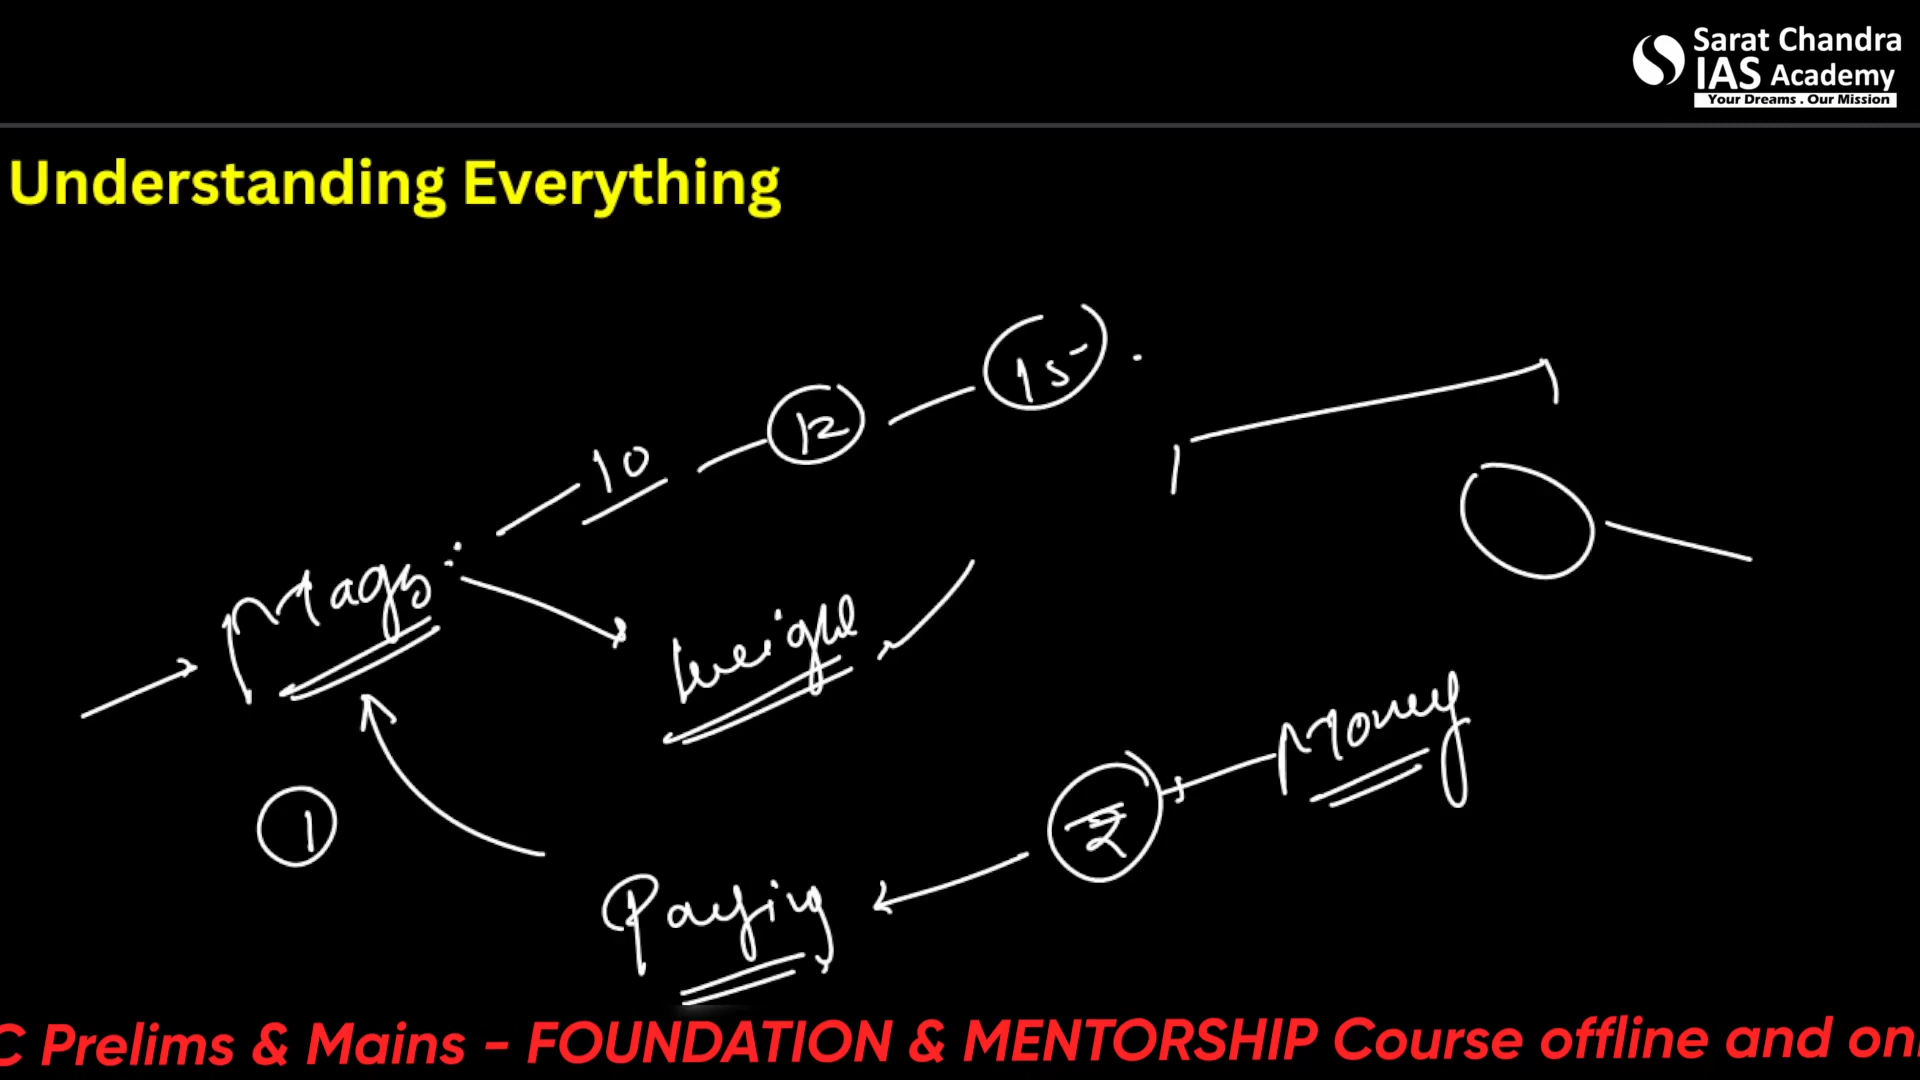 Sarat Chandra
IAS Academy
Your Dreams . Our Mission
Understanding Everything
10
12
15
Weight
Money
₹
1
Paying
C Prelims & Mains - FOUNDATION & MENTORSHIP Course offline and on